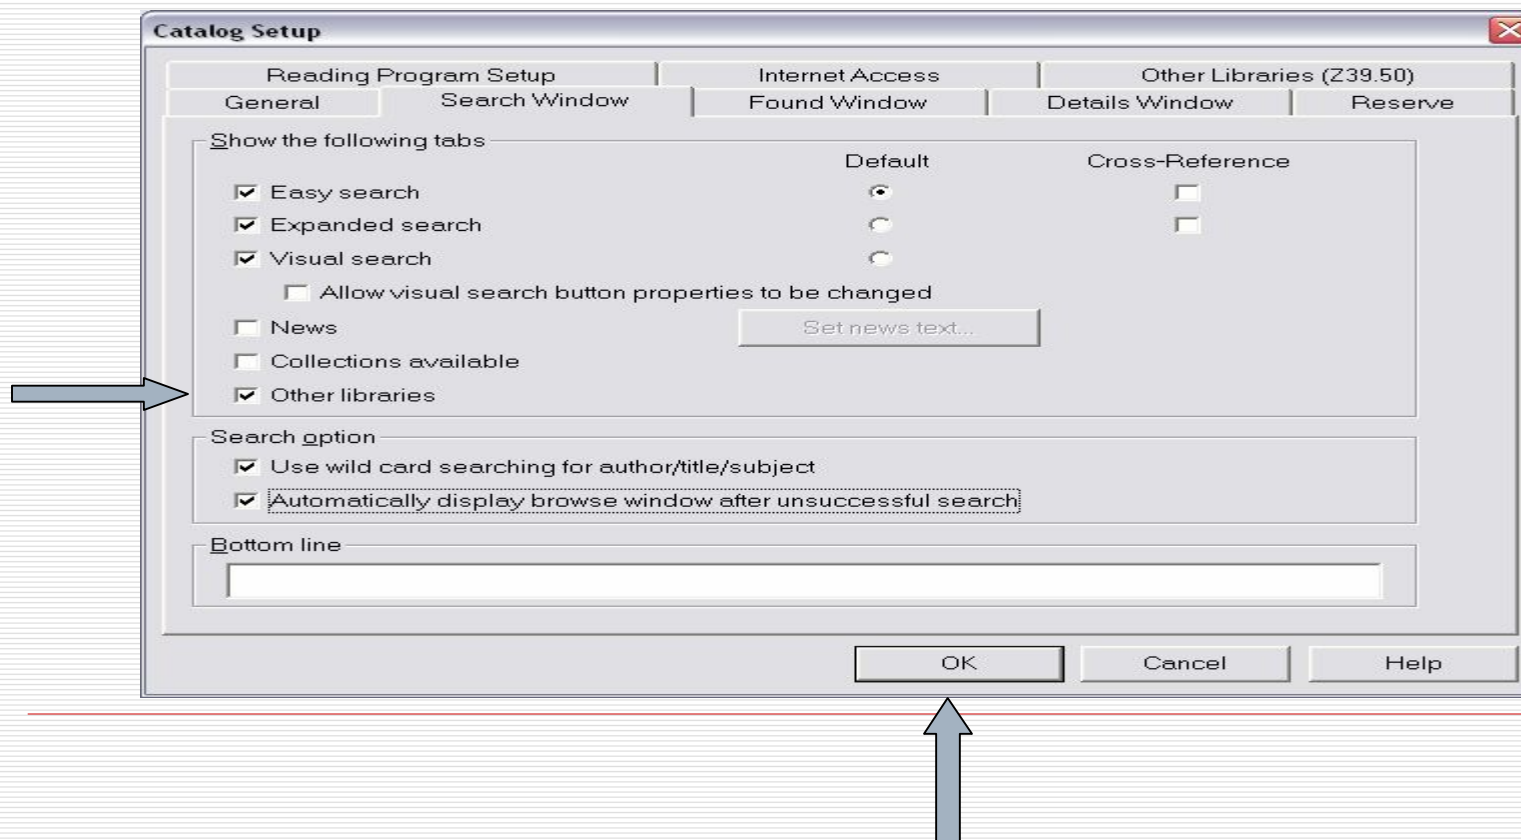 Catalog Setup
Reading Program Setup Internet Access Other Libraries (Z39.50)
General Search Window Found Window Details Window Reserve
Show the following tabs
Default Cross-Reference
Easy search
Expanded search
Visual search
Allow visual search button properties to be changed
News Set news text...
Collections available
Other libraries
Search option
Use wild card searching for author/title/subject
Automatically display browse window after unsuccessful search
Bottom line
OK Cancel Help